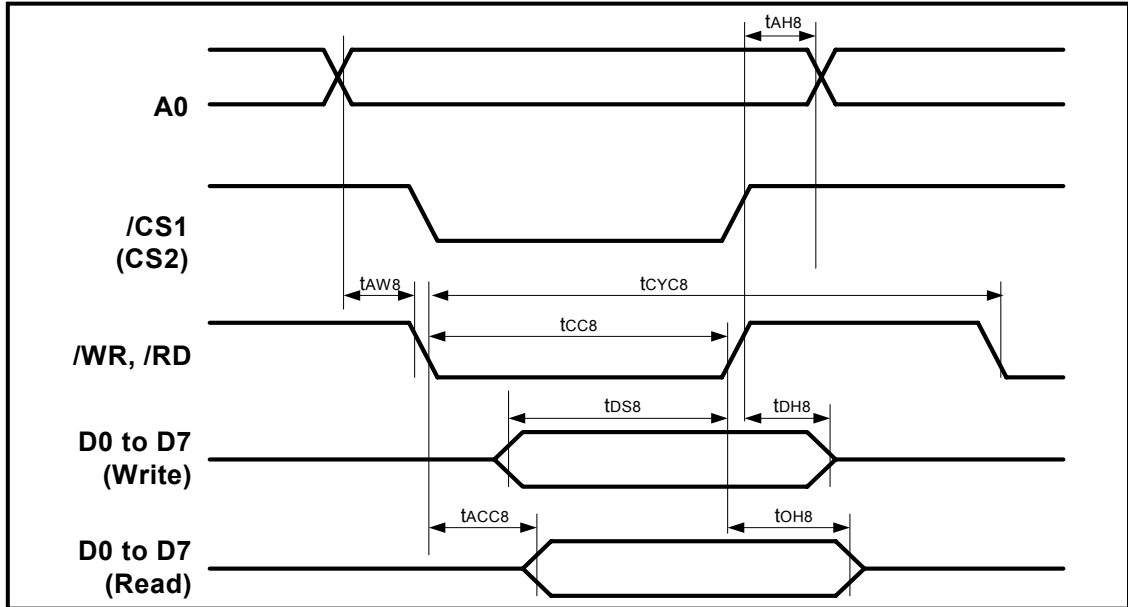 tAH8
A0
/CS1
(CS2)
tAW8
tCYC8
tCC8
/WR, /RD
tDS8
tDH8
D0 to D7
(Write)
tACC8
tOH8
D0 to D7
(Read)